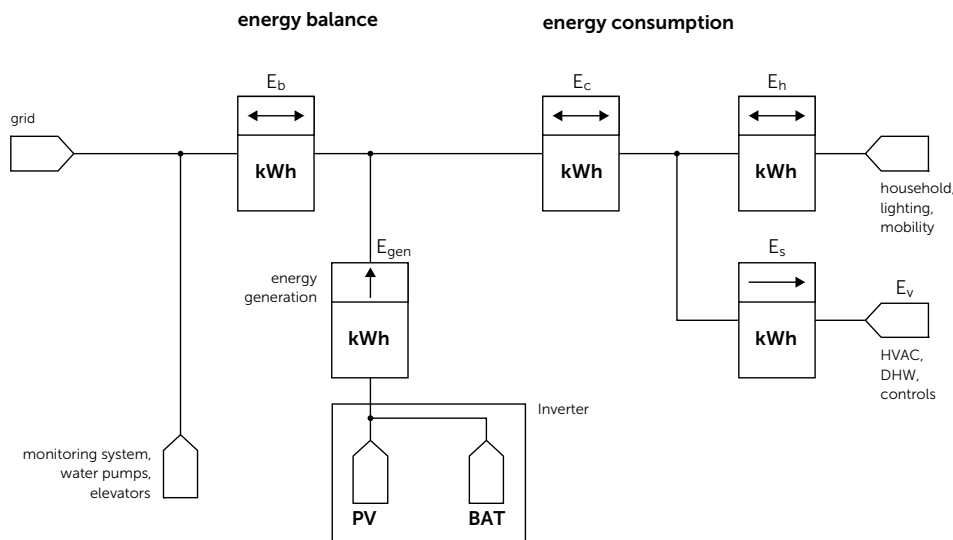 energy balance
energy consumption
E_b
E_c
E_h
grid
kWh
kWh
kWh
household,
lighting,
mobility
E_gen
energy
generation
kWh
E_s
kWh
E_v
HVAC,
DHW,
controls
Inverter
monitoring system,
water pumps,
elevators
PV
BAT